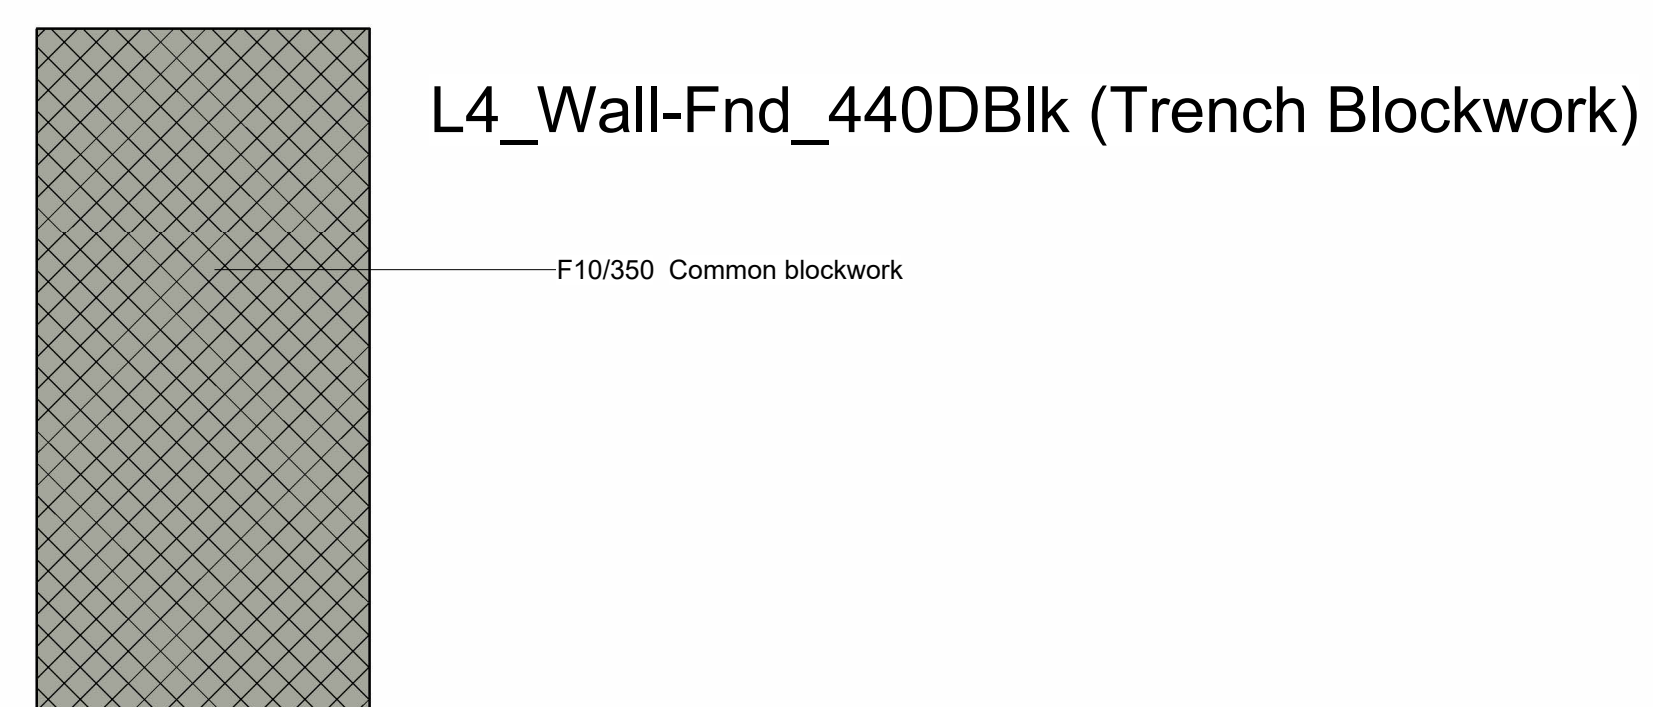 L4_Wall-Fnd_440DBlk (Trench Blockwork)
F10/350  Common blockwork